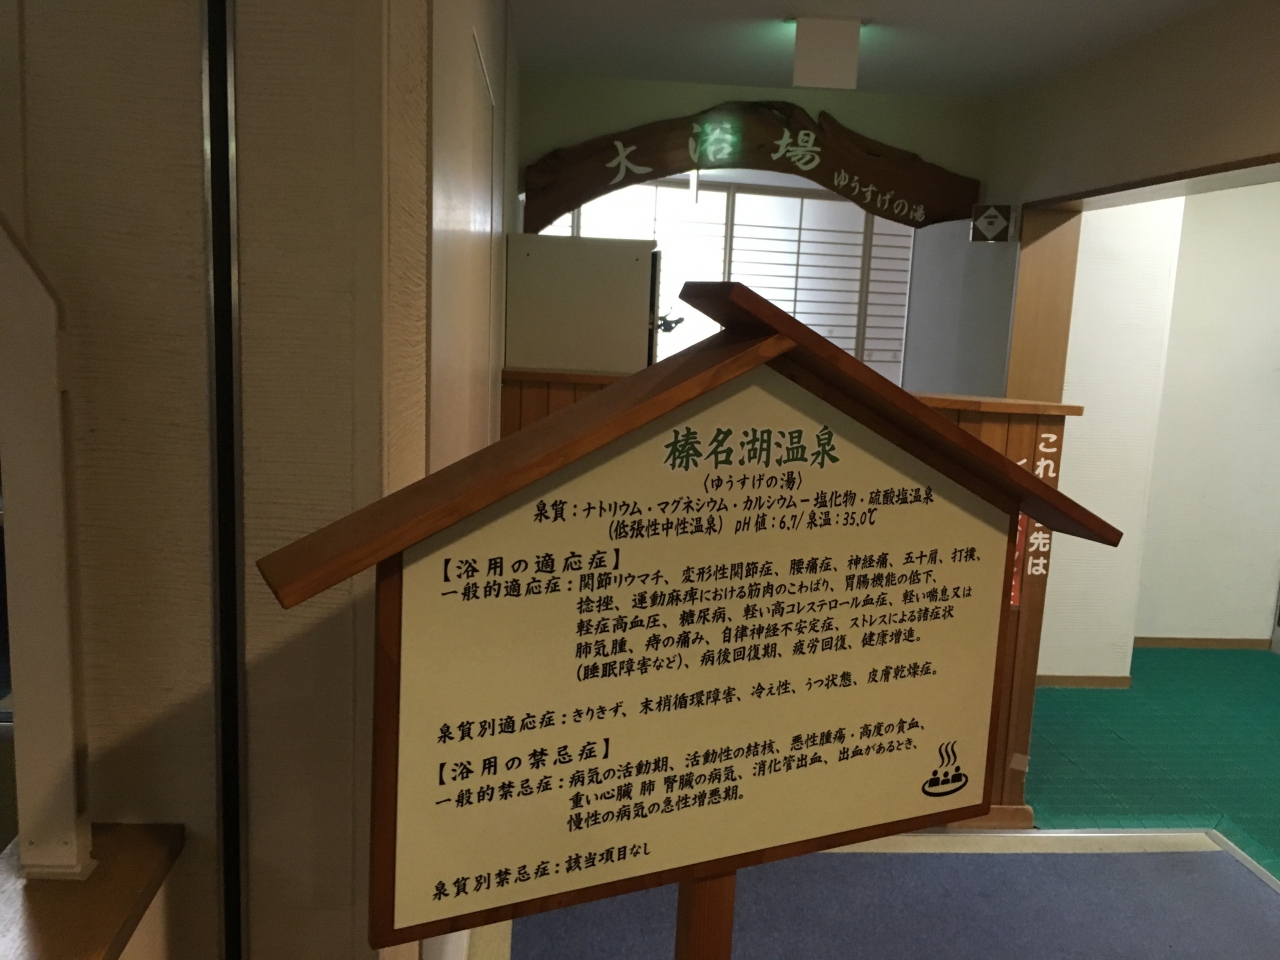 大浴場
ゆうすげの湯
榛名湖温泉
〈ゆうすげの湯〉
泉質：ナトリウム・マグネシウム・カルシウムー塩化物・硫酸塩温泉
(低張性中性温泉) pH値：6.7/泉温：35.0℃
【浴用の適応症】
一般的適応症：関節リウマチ、変形性関節症、腰痛症、神経痛、五十肩、打撲、
捻挫、運動麻痺における筋肉のこわばり、胃腸機能の低下、
軽症高血圧、糖尿病、軽い高コレステロール血症、軽い喘息又は
肺気腫、痔の痛み、自律神経不安定症、ストレスによる諸症状
(睡眠障害など)、病後回復期、疲労回復、健康増進。
泉質別適応症：きりきず、末梢循環障害、冷え性、うつ状態、皮膚乾燥症。
【浴用の禁忌症】
一般的禁忌症：病気の活動期、活動性の結核、悪性腫瘍・高度の貧血、
重い心臓 肺 腎臓の病気、消化管出血、出血があるとき、
慢性の病気の急性増悪期。
泉質別禁忌症：該当項目なし
これ
先は